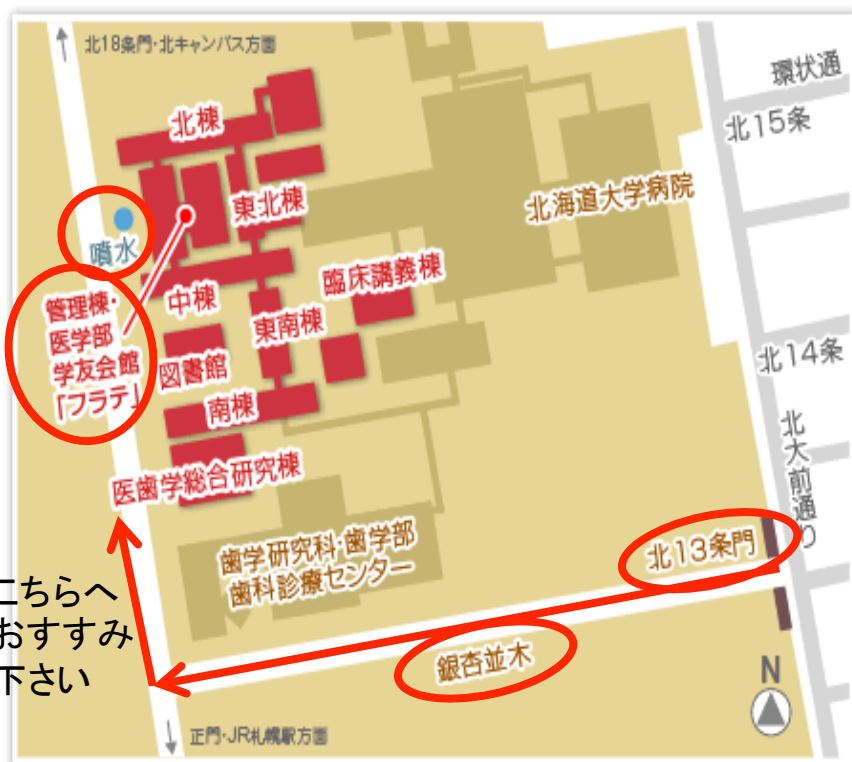 北18条門・北キャンパス方面
環状通
北15条
北棟
東北棟
北海道大学病院
噴水
管理棟・
医学部
学友会館
「フラテ」
中棟
臨床講義棟
東南棟
図書館
北14条
南棟
北大前通り
医歯学総合研究棟
歯学研究科・歯学部
歯科診療センター
北13条門
こちらへ
おすすみ
下さい
銀杏並木
N
正門・JR札幌駅方面